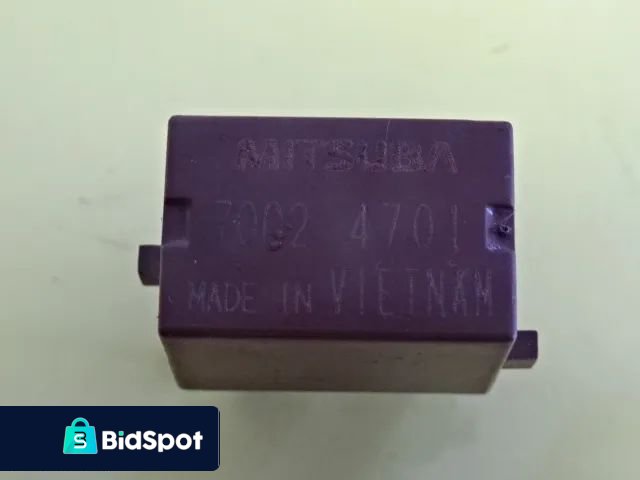 MITSUBA
7002 4701
MADE IN VIETNAM
BidSpot